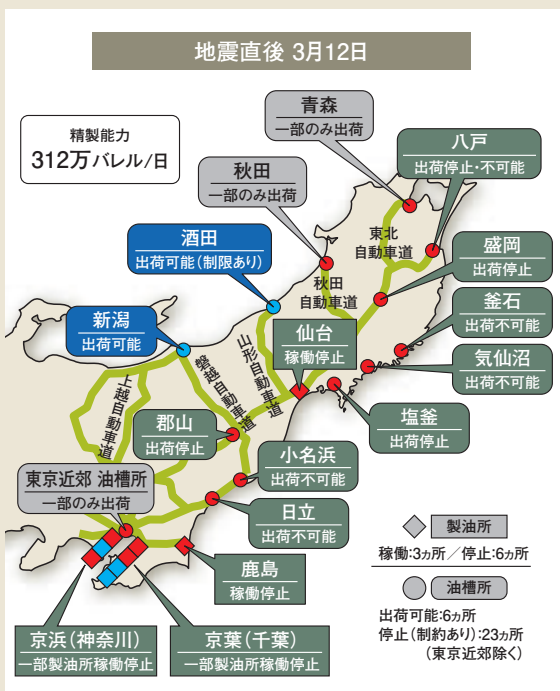 地震直後 3月12日
精製能力
312万バレル/日
青森
一部のみ出荷
八戸
出荷停止・不可能
秋田
一部のみ出荷
東北
自動車道
酒田
出荷可能(制限あり)
盛岡
出荷停止
秋田
自動車道
新潟
出荷可能
仙台
稼働停止
釜石
出荷不可能
上越自動車道
磐越自動車道
山形自動車道
気仙沼
出荷不可能
郡山
出荷停止
塩釜
出荷停止
小名浜
出荷不可能
東京近郊 油槽所
一部のみ出荷
日立
出荷不可能
鹿島
稼働停止
京浜(神奈川)
一部製油所稼働停止
京葉(千葉)
一部製油所稼働停止
製油所
稼働:3ヵ所/停止:6ヵ所
油槽所
出荷可能:6ヵ所
停止(制約あり):23ヵ所
(東京近郊除く)